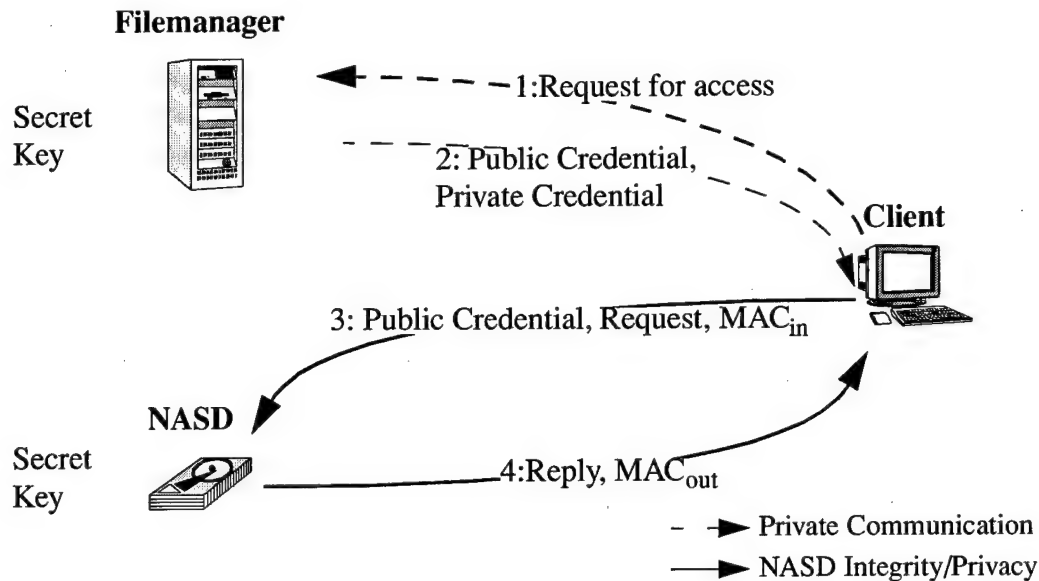 Filemanager
1:Request for access
Secret
Key
2: Public Credential,
Private Credential
Client
3: Public Credential, Request, MACin
NASD
Secret
Key
4:Reply, MACout
Private Communication
NASD Integrity/Privacy